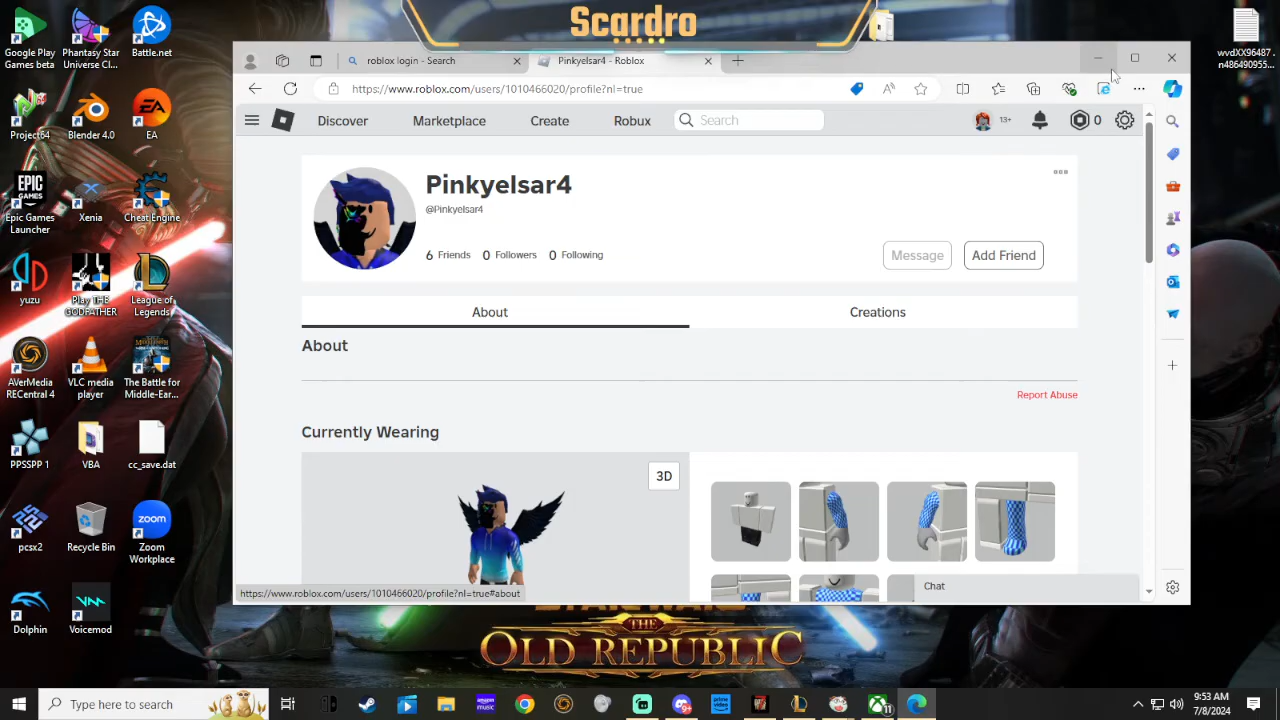 Scardro
Google Play Games beta
Phantasy Star Universe Cl...
Battle.net
Project64
Blender 4.0
EA
Epic Games Launcher
Xenia
Cheat Engine
yuzu
Play THE GODFATHER
League of Legends
AVerMedia RECentral 4
VLC media player
The Battle for Middle-Ear...
PPSSPP 1
VBA
cc_save.dat
pcsx2
Recycle Bin
Zoom Workplace
Dolphin
Voicemod
wvdXX96487...
n486490955...
roblox login - Search
Pinkyelsar4 - Roblox
https://www.roblox.com/users/1010466020/profile?nl=true
Discover
Marketplace
Create
Robux
Search
13+
0
Pinkyelsar4
@Pinkyelsar4
6 Friends 0 Followers 0 Following
Message
Add Friend
About
Creations
About
Report Abuse
Currently Wearing
3D
Chat
https://www.roblox.com/users/1010466020/profile?nl=true#about
zoom
THE
OLD REPUBLIC
Type here to search
9:53 AM
7/8/2024